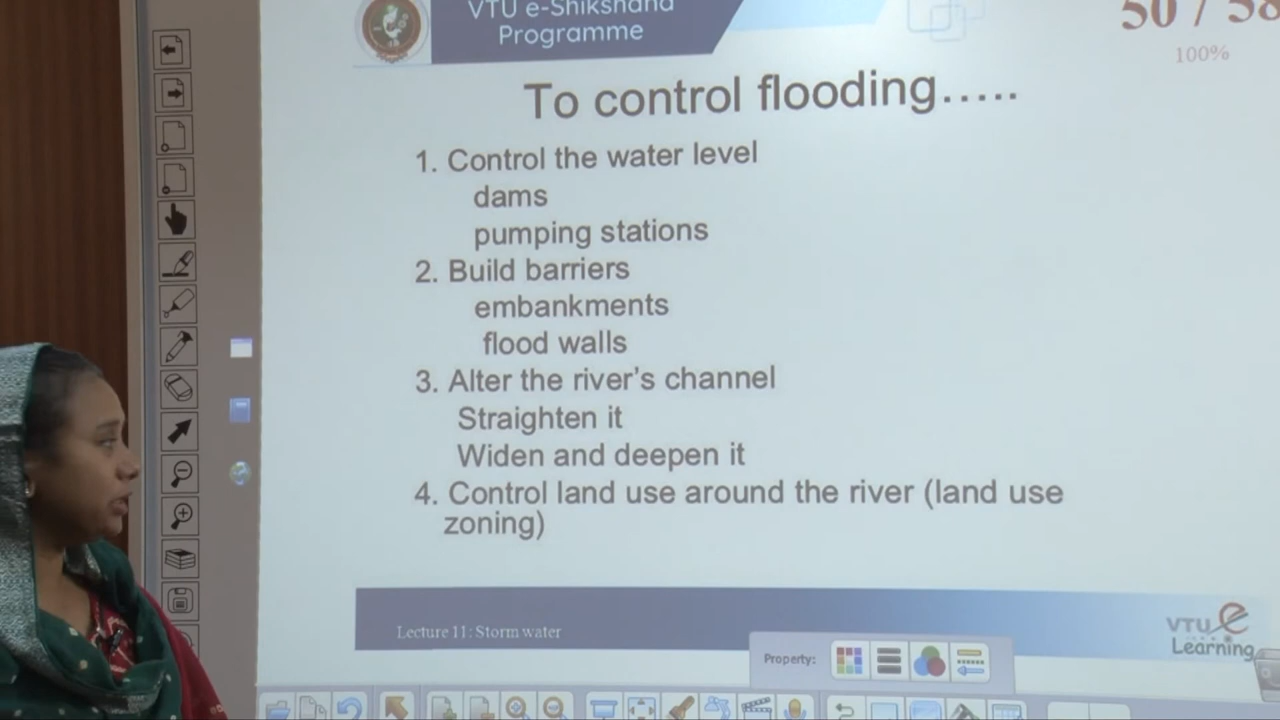 VTU e-Shikshana
Programme
50 / 58
100%
To control flooding.....
1. Control the water level
dams
pumping stations
2. Build barriers
embankments
flood walls
3. Alter the river's channel
Straighten it
Widen and deepen it
4. Control land use around the river (land use
zoning)
Lecture 11: Storm water
VTU e
Learning
Property: